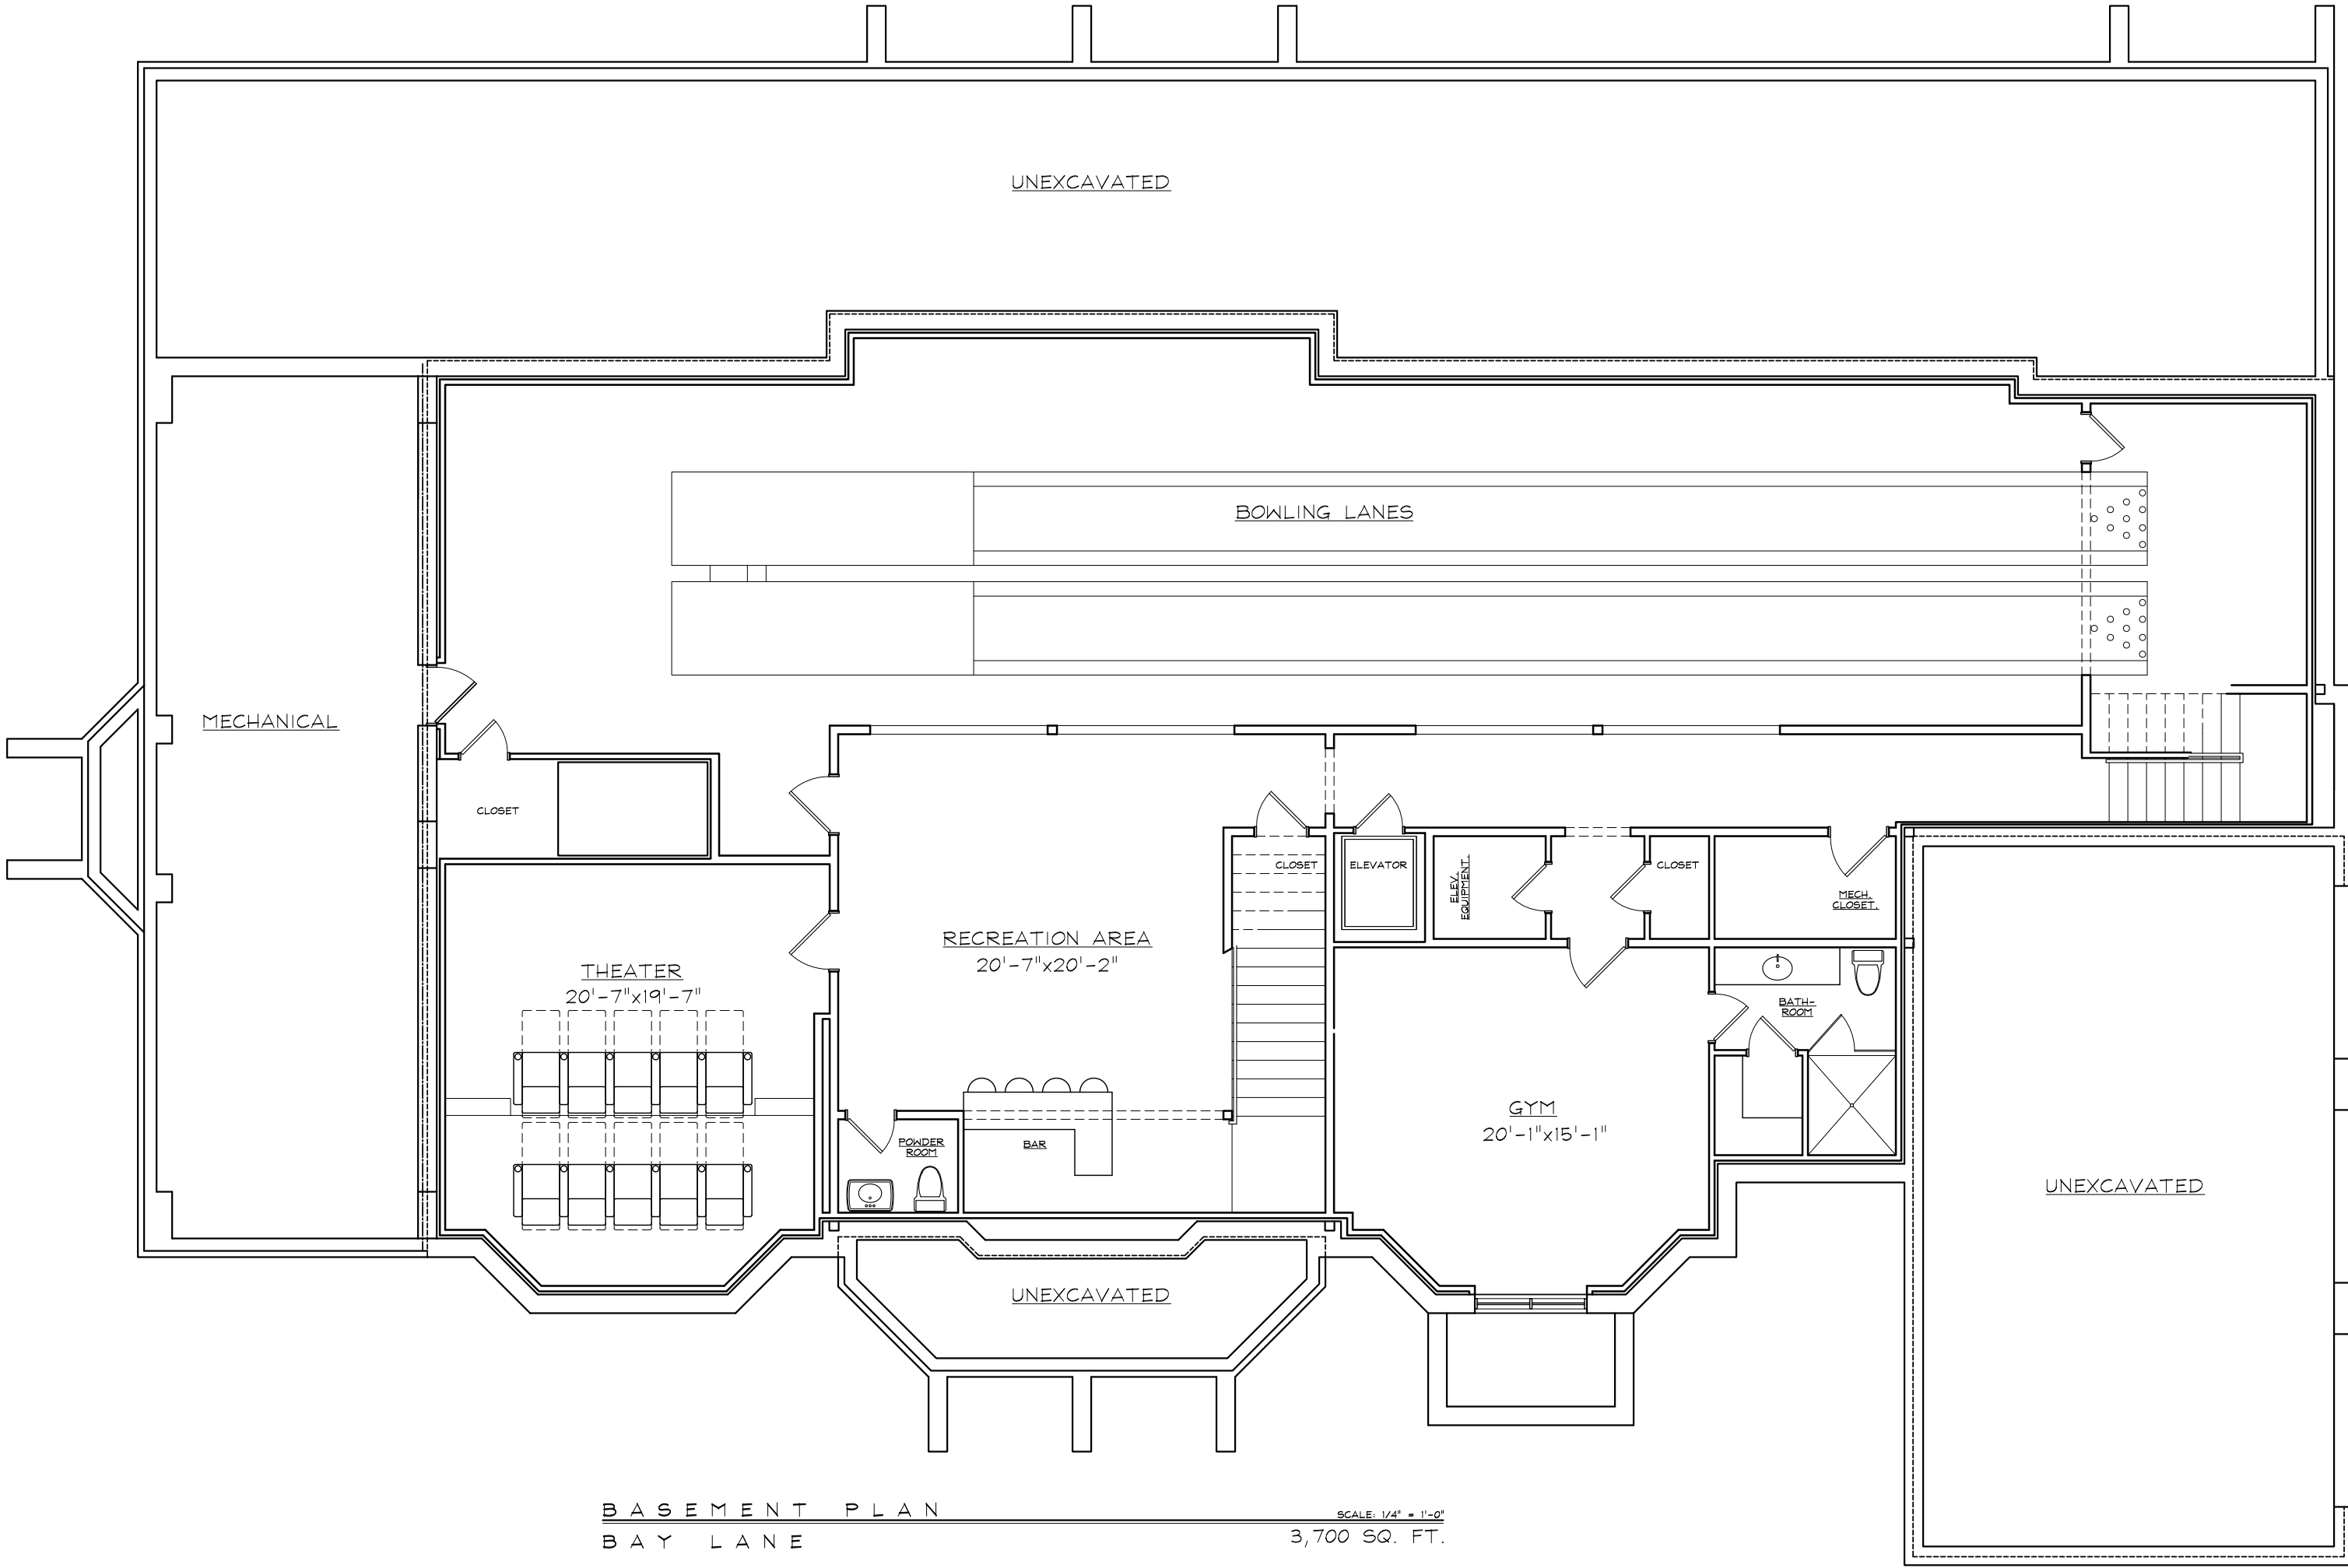 UNEXCAVATED
BOWLING LANES
MECHANICAL
CLOSET
CLOSET
ELEVATOR
ELEV.
EQUIPMENT.
CLOSET
MECH.
CLOSET.
RECREATION AREA
20'-7"x20'-2"
THEATER
20'-7"x19'-7"
BATH-
ROOM
GYM
20'-1"x15'-1"
POWDER
ROOM
BAR
UNEXCAVATED
UNEXCAVATED
BASEMENT PLAN
SCALE: 1/4" = 1'-0"
BAY LANE
3,700 SQ. FT.